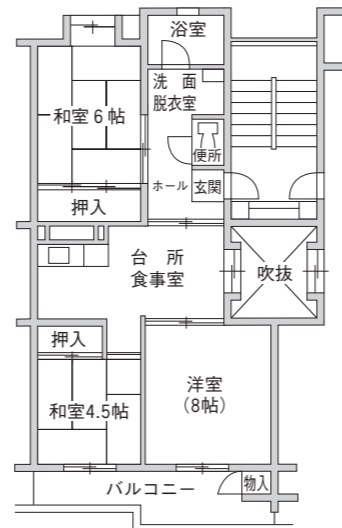 浴室
洗 面
脱衣室
和室 6 帖
便所
ホール
玄関
押入
台 所
食事室
吹抜
押入
和室4.5帖
洋室
（8帖）
バルコニー
物入